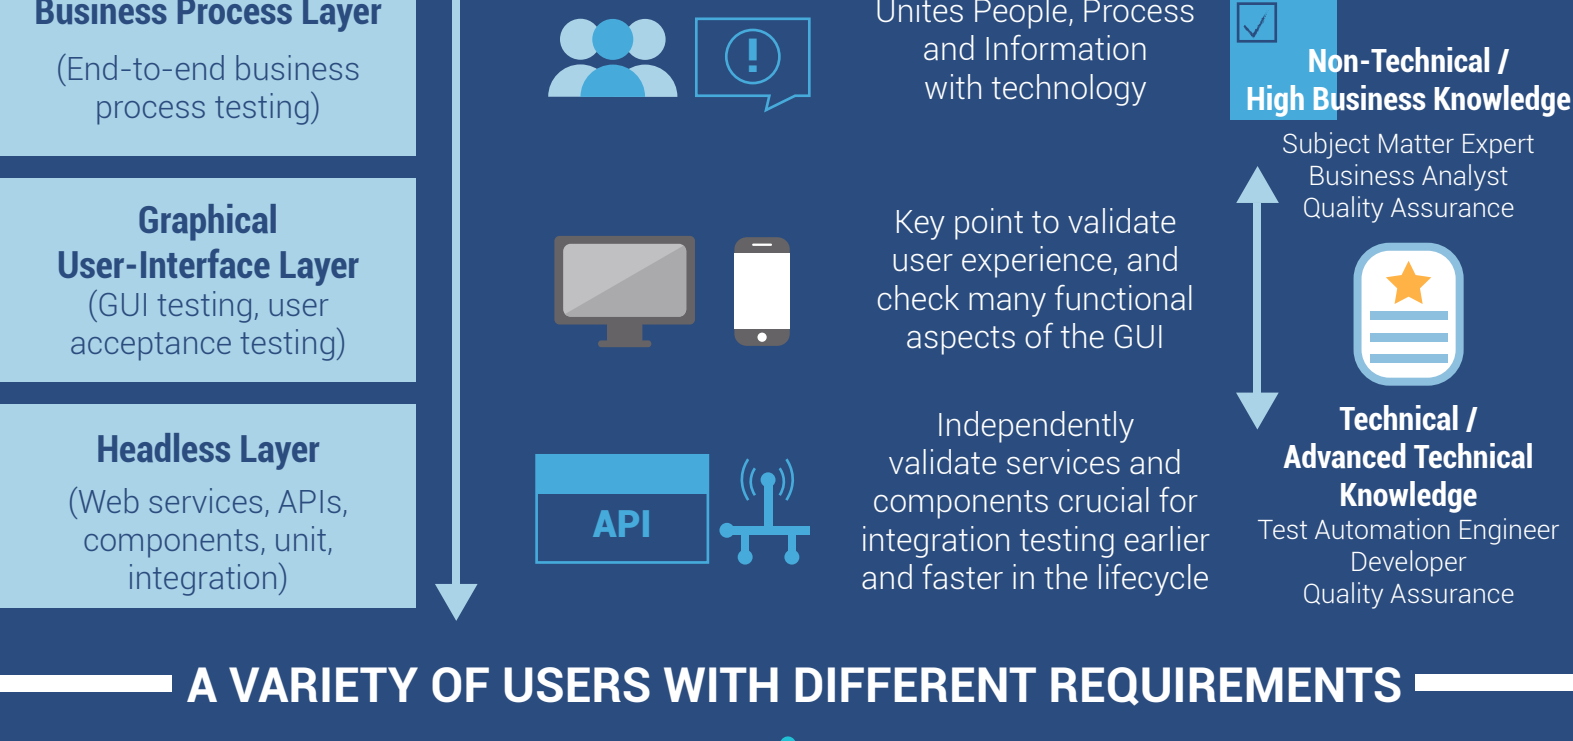 Business Process Layer
(End-to-end business
process testing)
Unites People, Process
and Information
with technology
Non-Technical /
High Business Knowledge
Subject Matter Expert
Business Analyst
Quality Assurance
Graphical
User-Interface Layer
(GUI testing, user
acceptance testing)
Key point to validate
user experience, and
check many functional
aspects of the GUI
Headless Layer
(Web services, APIs,
components, unit,
integration)
API
Independently
validate services and
components crucial for
integration testing earlier
and faster in the lifecycle
Technical /
Advanced Technical
Knowledge
Test Automation Engineer
Developer
Quality Assurance
A VARIETY OF USERS WITH DIFFERENT REQUIREMENTS